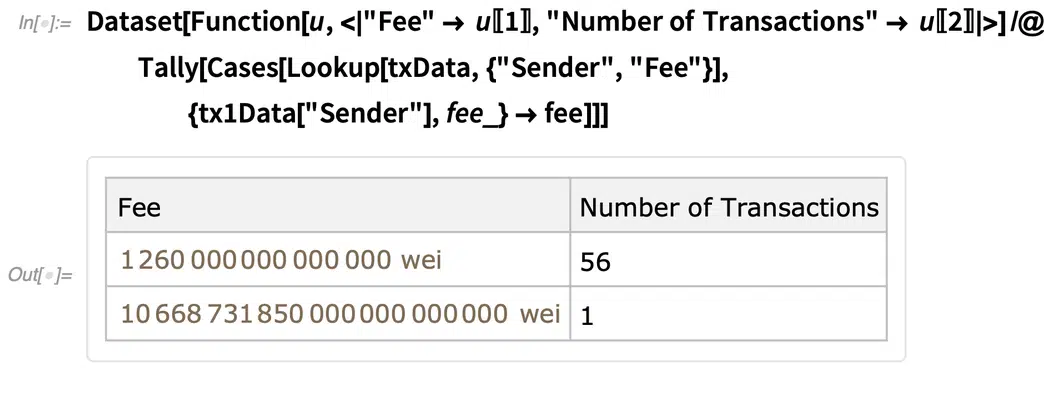 In[●]:= Dataset[Function[u, <|"Fee" → u⟦1⟧, "Number of Transactions" → u⟦2⟧|>] /@
Tally[Cases[Lookup[txData, {"Sender", "Fee"}],
{tx1Data["Sender"], fee_} → fee]]]
Fee Number of Transactions
1 260 000 000 000 000 wei 56
Out[●]=
10 668 731 850 000 000 000 000 wei 1